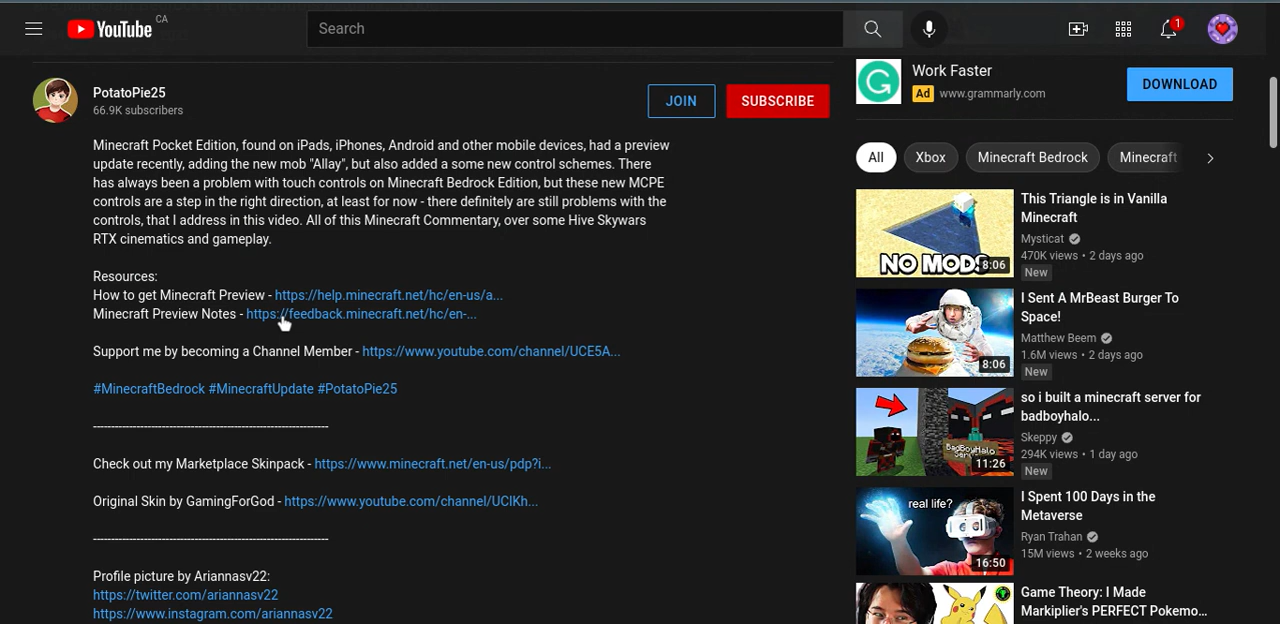 YouTube CA
Search
1
PotatoPie25
66.9K subscribers
JOIN
SUBSCRIBE
Minecraft Pocket Edition, found on iPads, iPhones, Android and other mobile devices, had a preview
update recently, adding the new mob "Allay", but also added a some new control schemes. There
has always been a problem with touch controls on Minecraft Bedrock Edition, but these new MCPE
controls are a step in the right direction, at least for now - there definitely are still problems with the
controls, that I address in this video. All of this Minecraft Commentary, over some Hive Skywars
RTX cinematics and gameplay.
Resources:
How to get Minecraft Preview - https://help.minecraft.net/hc/en-us/a...
Minecraft Preview Notes - https://feedback.minecraft.net/hc/en-...
Support me by becoming a Channel Member - https://www.youtube.com/channel/UCE5A...
#MinecraftBedrock #MinecraftUpdate #PotatoPie25
------------------------------------------------------------
Check out my Marketplace Skinpack - https://www.minecraft.net/en-us/pdp?i...
Original Skin by GamingForGod - https://www.youtube.com/channel/UCIKh...
------------------------------------------------------------
Profile picture by Ariannasv22:
https://twitter.com/ariannasv22
https://www.instagram.com/ariannasv22
Work Faster
Ad www.grammarly.com
DOWNLOAD
All
Xbox
Minecraft Bedrock
Minecraft
NO MODS
8:06
This Triangle is in Vanilla
Minecraft
Mysticat
470K views • 2 days ago
New
8:06
I Sent A MrBeast Burger To
Space!
Matthew Beem
1.6M views • 2 days ago
New
BadBoyHalo
Server
11:26
so i built a minecraft server for
badboyhalo...
Skeppy
294K views • 1 day ago
New
real life?
16:50
I Spent 100 Days in the
Metaverse
Ryan Trahan
15M views • 2 weeks ago
Game Theory: I Made
Markiplier's PERFECT Pokemo...